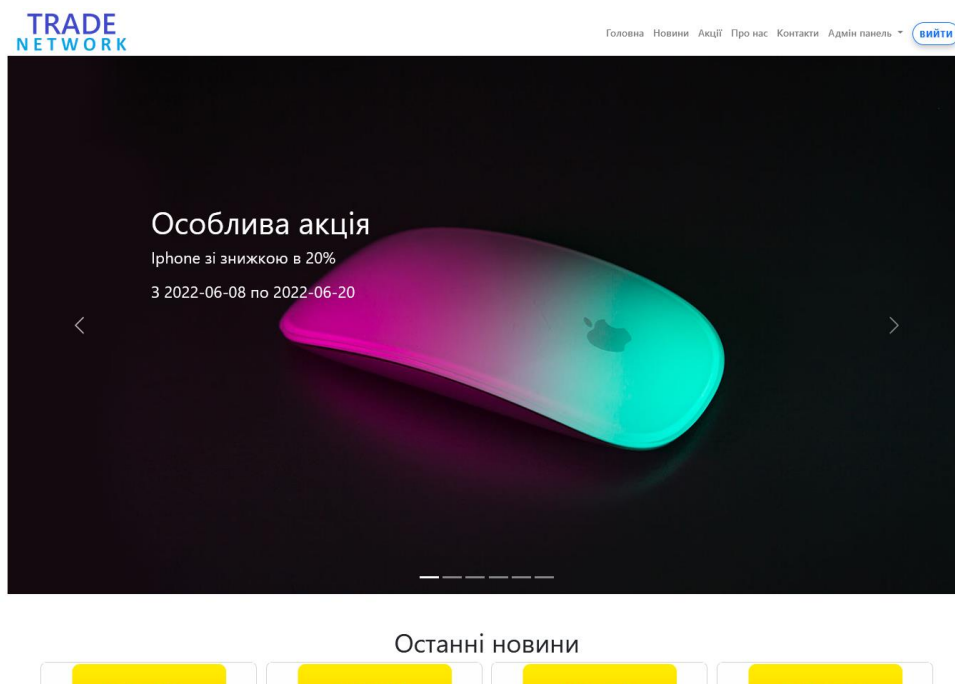 TRADE
NETWORK
Головна Новини Акції Про нас Контакти Адмін панель ВИЙТИ
Особлива акція
Iphone зі знижкою в 20%
З 2022-06-08 по 2022-06-20
Останні новини